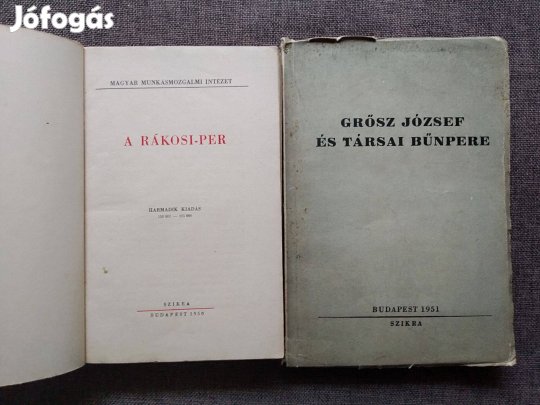 Jófogás
MAGYAR MUNKÁSMOZGALMI INTÉZET
A RÁKOSI-PER
HARMADIK KIADÁS
SZIKRA
BUDAPEST 1950
GRŐSZ JÓZSEF
ÉS TÁRSAI BŰNPERE
BUDAPEST 1951
SZIKRA